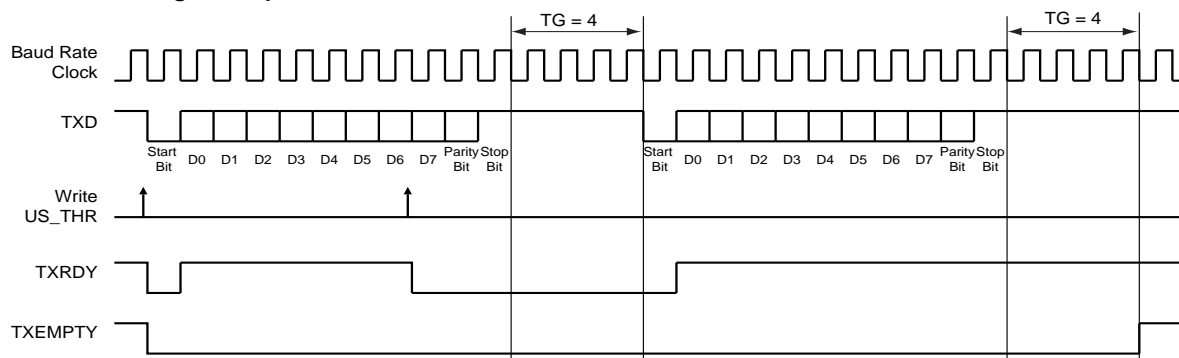 TG = 4
TG = 4
Baud Rate
Clock
TXD
Start
Bit
D0
D1
D2
D3
D4
D5
D6
D7
Parity
Bit
Stop
Bit
Start
Bit
D0
D1
D2
D3
D4
D5
D6
D7
Parity
Bit
Stop
Bit
Write
US_THR
TXRDY
TXEMPTY